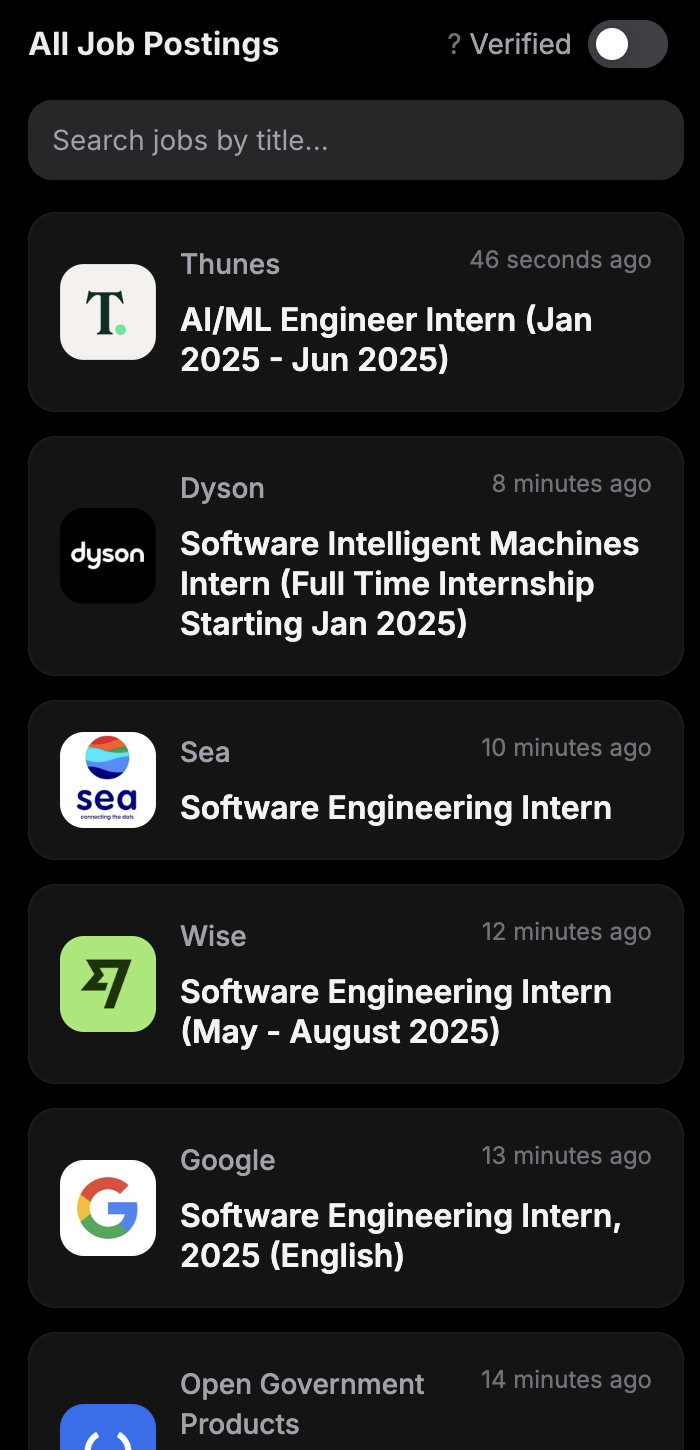 All Job Postings
? Verified
Search jobs by title...
Thunes
46 seconds ago
T.
AI/ML Engineer Intern (Jan
2025 - Jun 2025)
Dyson
8 minutes ago
dyson
Software Intelligent Machines
Intern (Full Time Internship
Starting Jan 2025)
Sea
10 minutes ago
sea
connecting the dots
Software Engineering Intern
Wise
12 minutes ago
Software Engineering Intern
(May - August 2025)
Google
13 minutes ago
G
Software Engineering Intern,
2025 (English)
Open Government
Products
14 minutes ago